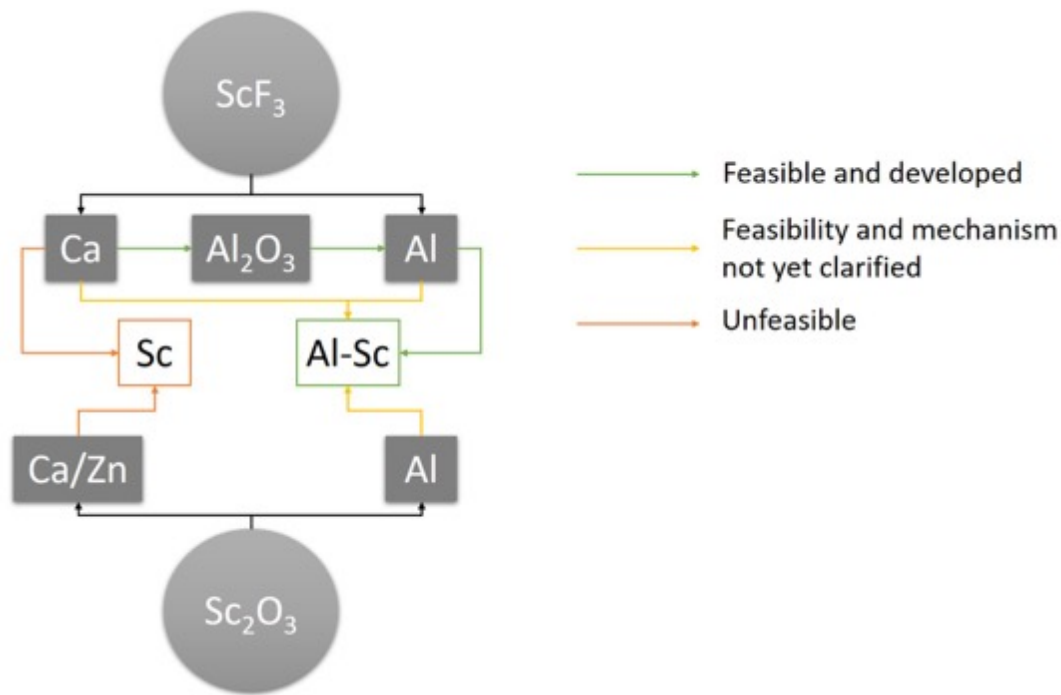 ScF₃
Ca
Al₂O₃
Al
Sc
Al-Sc
Ca/Zn
Al
Sc₂O₃
Feasible and developed
Feasibility and mechanism
not yet clarified
Unfeasible